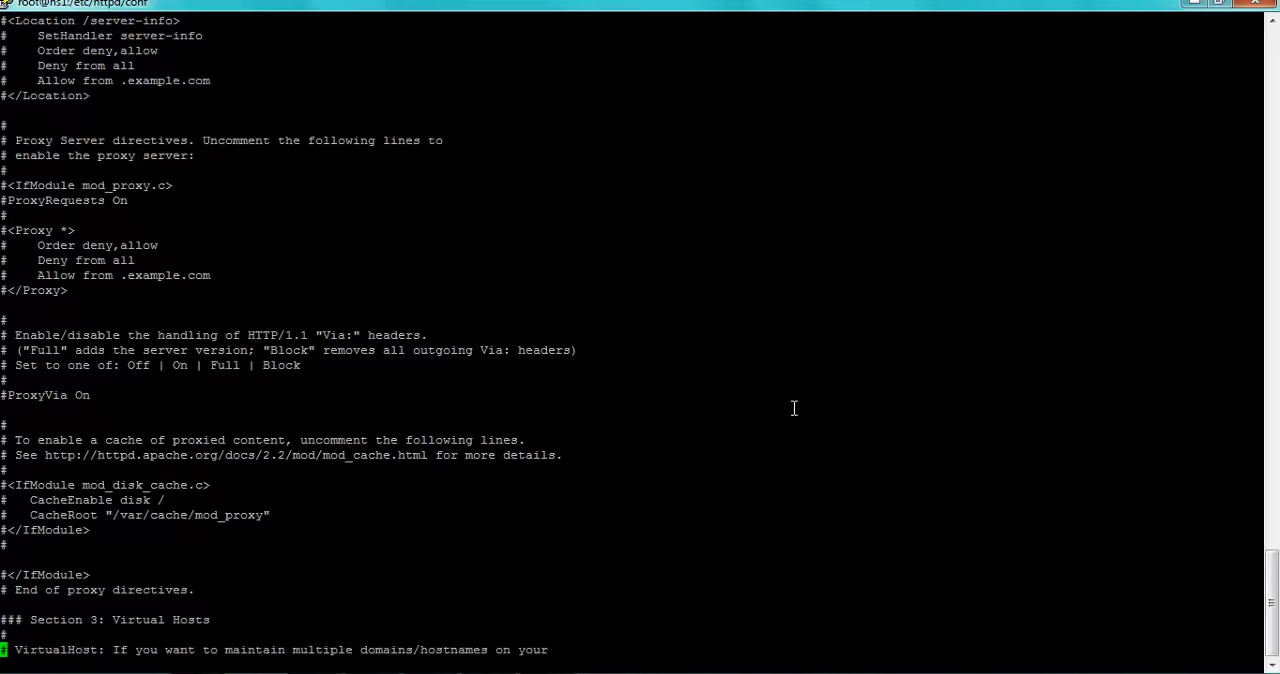 root@ns1:/etc/httpd/conf
#<Location /server-info>
#    SetHandler server-info
#    Order deny,allow
#    Deny from all
#    Allow from .example.com
#</Location>
#
# Proxy Server directives. Uncomment the following lines to
# enable the proxy server:
#
#<IfModule mod_proxy.c>
#ProxyRequests On
#
#<Proxy *>
#    Order deny,allow
#    Deny from all
#    Allow from .example.com
#</Proxy>
#
# Enable/disable the handling of HTTP/1.1 "Via:" headers.
# ("Full" adds the server version; "Block" removes all outgoing Via: headers)
# Set to one of: Off | On | Full | Block
#
#ProxyVia On
#
# To enable a cache of proxied content, uncomment the following lines.
# See http://httpd.apache.org/docs/2.2/mod/mod_cache.html for more details.
#
#<IfModule mod_disk_cache.c>
#   CacheEnable disk /
#   CacheRoot "/var/cache/mod_proxy"
#</IfModule>
#
#</IfModule>
# End of proxy directives.
### Section 3: Virtual Hosts
#
# VirtualHost: If you want to maintain multiple domains/hostnames on your